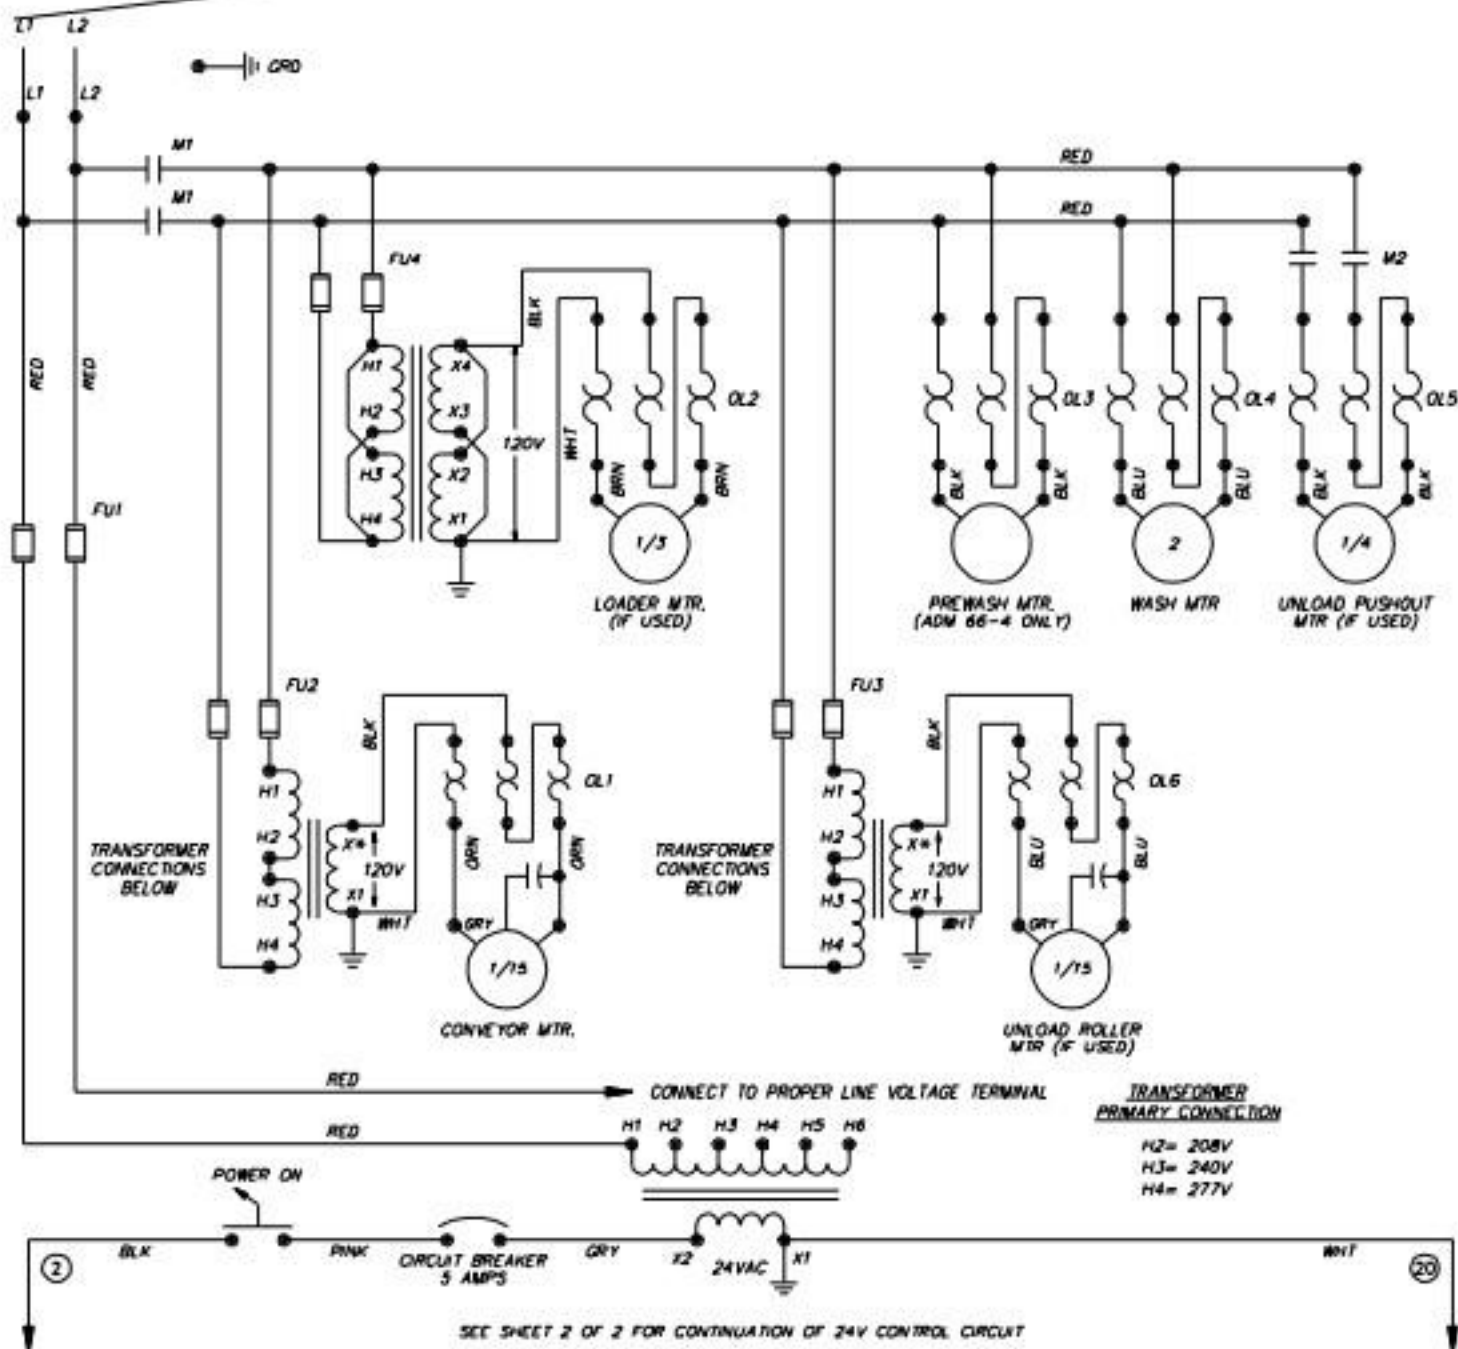 L1 L2
GRD
L1 L2
M1
RED
M1
RED
FU4
M2
BLK
RED
RED
H1
X4
H2
X3
OL2
OL3
OL4
OL5
120V
WHT
H3
X2
BRN
BRN
BLK
BLK
BLU
BLU
BLK
BLK
H4
X1
FU1
1/3
2
1/4
LOADER MTR.
(IF USED)
PREWASH MTR.
(ADM 66-4 ONLY)
WASH MTR
UNLOAD PUSHOUT
MTR (IF USED)
FU2
FU3
BLK
BLK
H1
OL1
H1
OL6
H2
H2
TRANSFORMER
CONNECTIONS
BELOW
X*
120V
X1
ORN
ORN
TRANSFORMER
CONNECTIONS
BELOW
X*
120V
X1
BLU
BLU
H3
H3
WHT
GRY
WHT
GRY
H4
H4
1/15
1/15
CONVEYOR MTR.
UNLOAD ROLLER
MTR (IF USED)
RED
CONNECT TO PROPER LINE VOLTAGE TERMINAL
TRANSFORMER
PRIMARY CONNECTION
RED
H1 H2 H3 H4 H5 H6
H2= 208V
H3= 240V
H4= 277V
POWER ON
BLK
PINK
CIRCUIT BREAKER
5 AMPS
GRY
X2
24VAC
X1
WHT
2
20
SEE SHEET 2 OF 2 FOR CONTINUATION OF 24V CONTROL CIRCUIT